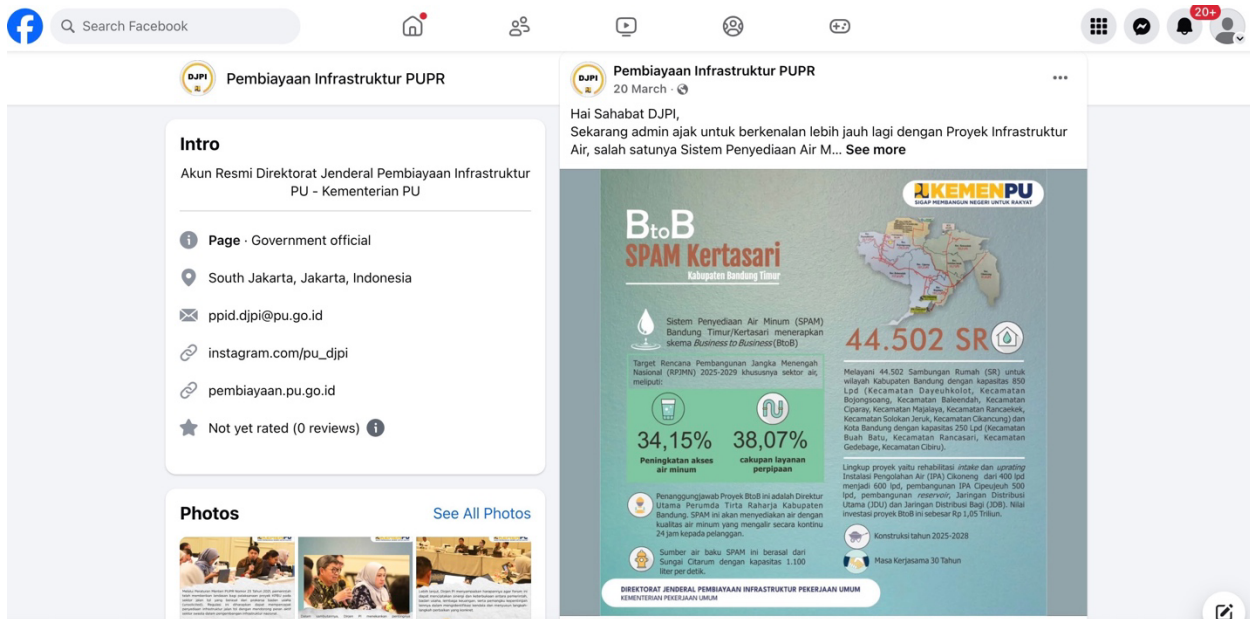 Search Facebook
20+
DJPI
Pembiayaan Infrastruktur PUPR
Intro
Akun Resmi Direktorat Jenderal Pembiayaan Infrastruktur
PU - Kementerian PU
Page · Government official
South Jakarta, Jakarta, Indonesia
ppid.djpi@pu.go.id
instagram.com/pu_djpi
pembiayaan.pu.go.id
Not yet rated (0 reviews)
Photos
See All Photos
DJPI
Pembiayaan Infrastruktur PUPR
20 March ·
Hai Sahabat DJPI,
Sekarang admin ajak untuk berkenalan lebih jauh lagi dengan Proyek Infrastruktur
Air, salah satunya Sistem Penyediaan Air M... See more
KEMENPU
SIGAP MEMBANGUN NEGERI UNTUK RAKYAT
BtoB
SPAM Kertasari
Kabupaten Bandung Timur
Sistem Penyediaan Air Minum (SPAM)
Bandung Timur/Kertasari menerapkan
skema Business to Business (BtoB)
Target Rencana Pembangunan Jangka Menengah
Nasional (RPJMN) 2025-2029 khususnya sektor air,
meliputi:
34,15%
Peningkatan akses
air minum
38,07%
cakupan layanan
perpipaan
Penanggungjawab Proyek BtoB ini adalah Direktur
Utama Perumda Tirta Raharja Kabupaten
Bandung. SPAM ini akan menyediakan air dengan
kualitas air minum yang mengalir secara kontinu
24 jam kepada pelanggan.
Sumber air baku SPAM ini berasal dari
Sungai Citarum dengan kapasitas 1.100
liter per detik.
44.502 SR
Melayani 44.502 Sambungan Rumah (SR) untuk
wilayah Kabupaten Bandung dengan kapasitas 850
Lpd (Kecamatan Dayeuhkolot, Kecamatan
Bojongsoang, Kecamatan Baleendah, Kecamatan
Ciparay, Kecamatan Majalaya, Kecamatan Rancaekek,
Kecamatan Solokan Jeruk, Kecamatan Cikancung) dan
Kota Bandung dengan kapasitas 250 Lpd (Kecamatan
Buah Batu, Kecamatan Rancasari, Kecamatan
Gedebage, Kecamatan Cibiru).
Lingkup proyek yaitu rehabilitasi intake dan uprating
Instalasi Pengolahan Air (IPA) Cikoneng dari 400 lpd
menjadi 600 lpd, pembangunan IPA Cipeujeuh 500
lpd, pembangunan reservoir, Jaringan Distribusi
Utama (JDU) dan Jaringan Distribusi Bagi (JDB). Nilai
investasi proyek BtoB ini sebesar Rp 1,05 Triliun.
Konstruksi tahun 2025-2028
Masa Kerjasama 30 Tahun
DIREKTORAT JENDERAL PEMBIAYAAN INFRASTRUKTUR PEKERJAAN UMUM
KEMENTERIAN PEKERJAAN UMUM